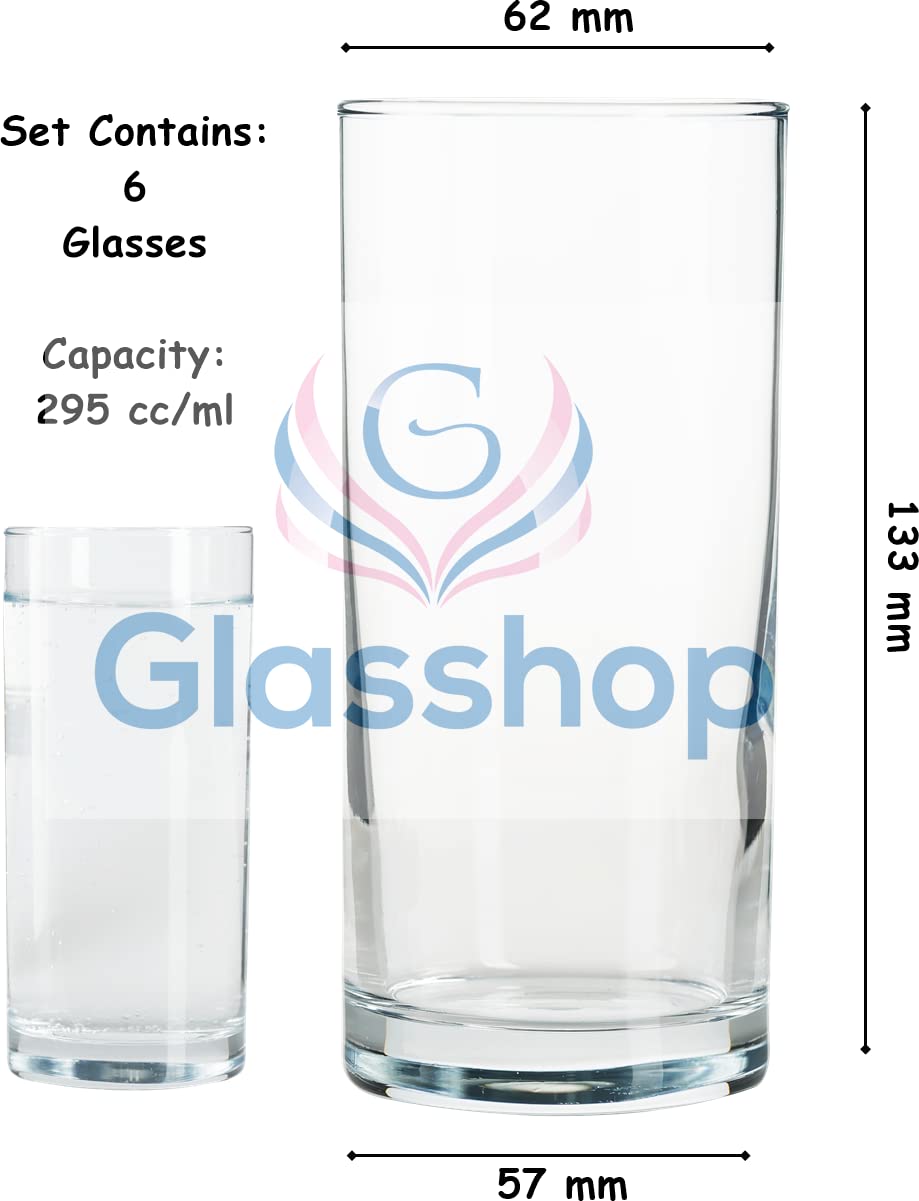 62 mm
Set Contains:
6
Glasses
Capacity:
295 cc/ml
G
Glasshop
133 mm
57 mm